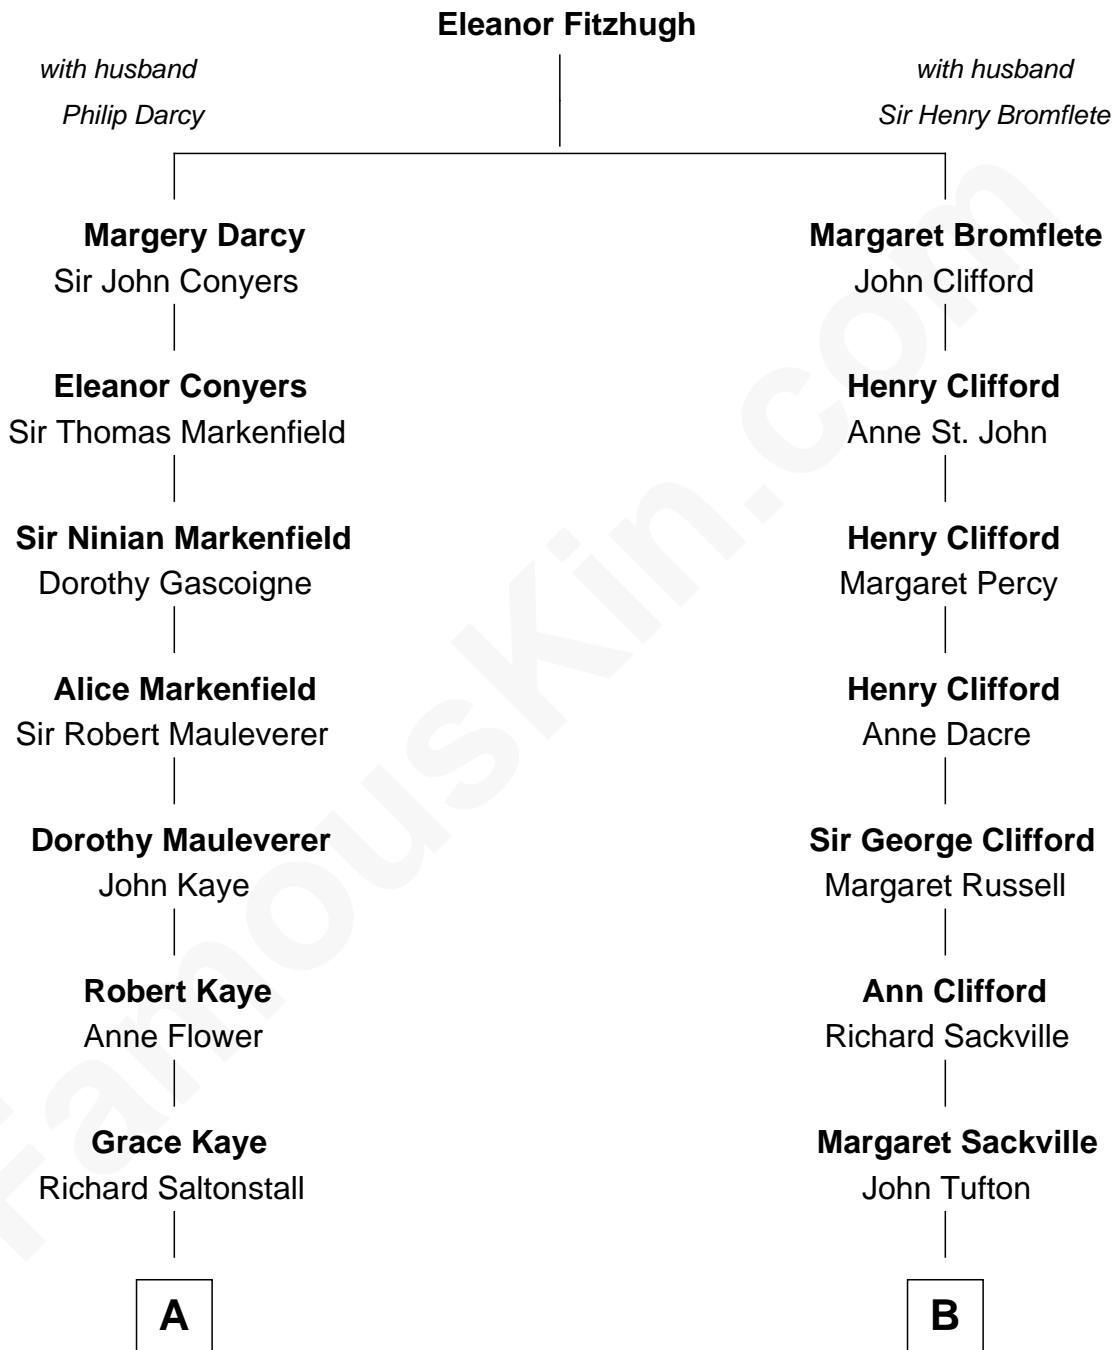 Eleanor Fitzhugh
with husband
Philip Darcy
with husband
Sir Henry Bromflete
Margery Darcy
Sir John Conyers
Margaret Bromflete
John Clifford
Eleanor Conyers
Sir Thomas Markenfield
Henry Clifford
Anne St. John
Sir Ninian Markenfield
Dorothy Gascoigne
Henry Clifford
Margaret Percy
Alice Markenfield
Sir Robert Mauleverer
Henry Clifford
Anne Dacre
Dorothy Mauleverer
John Kaye
Sir George Clifford
Margaret Russell
Robert Kaye
Anne Flower
Ann Clifford
Richard Sackville
Grace Kaye
Richard Saltonstall
Margaret Sackville
John Tufton
A
B
FamousKin.com